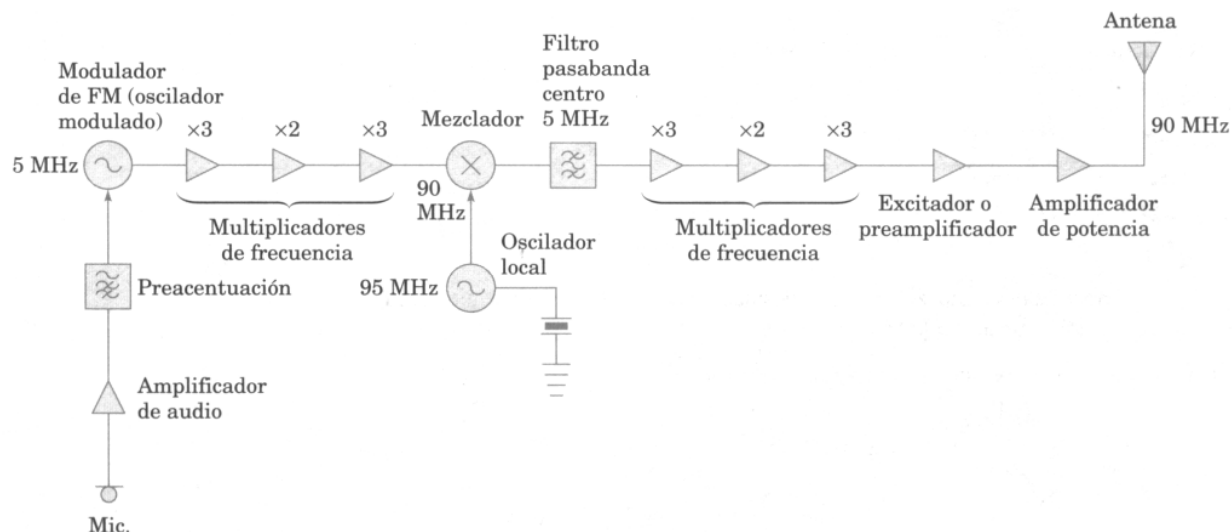 Antena
Filtro
pasabanda
centro
5 MHz
Modulador
de FM (oscilador
modulado)
×3
×2
×3
Mezclador
×3
×2
×3
90 MHz
5 MHz
90
MHz
Multiplicadores
de frecuencia
Multiplicadores
de frecuencia
Excitador o
preamplificador
Amplificador
de potencia
Oscilador
local
Preacentuación
95 MHz
Amplificador
de audio
Mic.